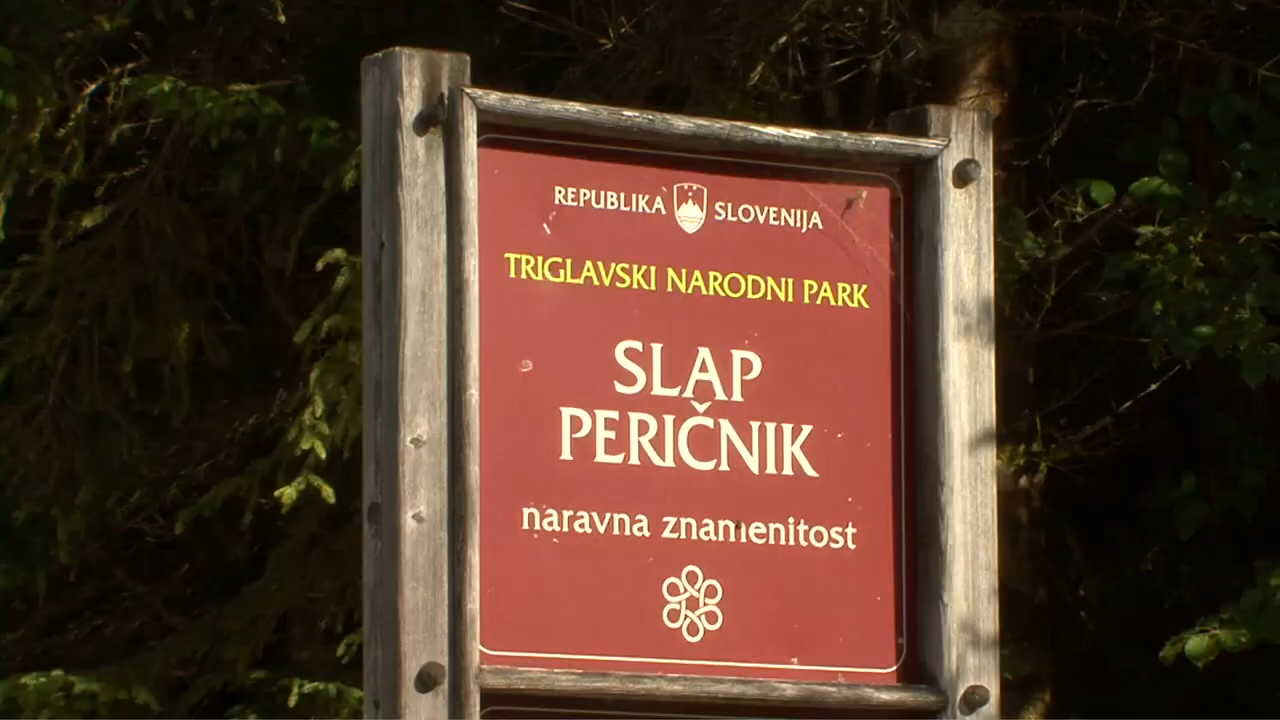 REPUBLIKA SLOVENIJA
TRIGLAVSKI NARODNI PARK
SLAP
PERIČNIK
naravna znamenitost